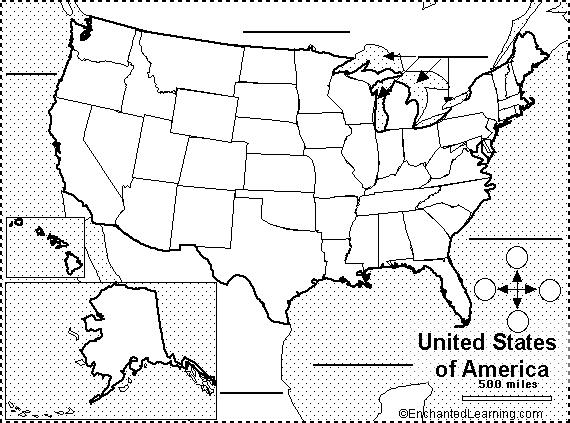 United States
of America
500 miles
©EnchantedLearning.com